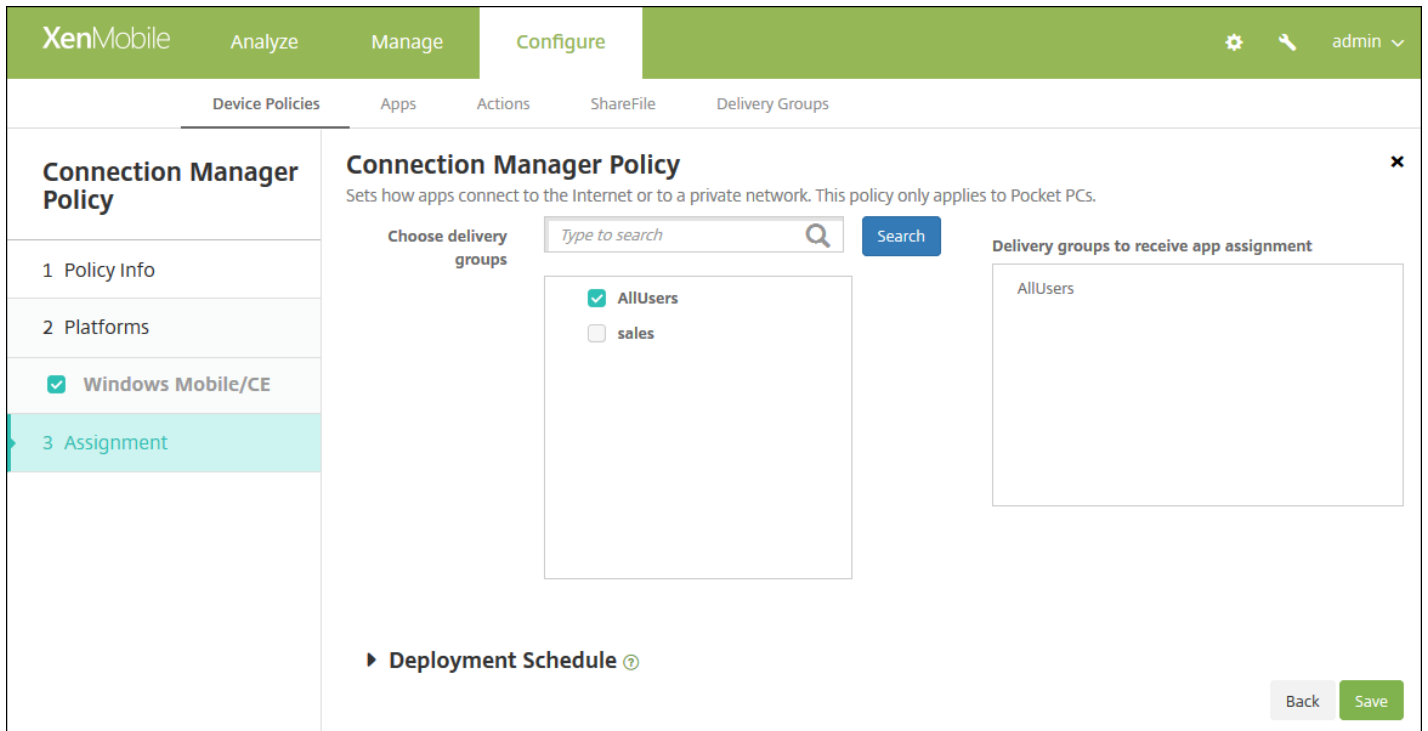 XenMobile Analyze Manage Configure admin
Device Policies Apps Actions ShareFile Delivery Groups
Connection Manager
Policy
1 Policy Info
2 Platforms
Windows Mobile/CE
3 Assignment
Connection Manager Policy
Sets how apps connect to the Internet or to a private network. This policy only applies to Pocket PCs.
Choose delivery
groups
Type to search
Search
AllUsers
sales
Delivery groups to receive app assignment
AllUsers
Deployment Schedule ?
Back Save